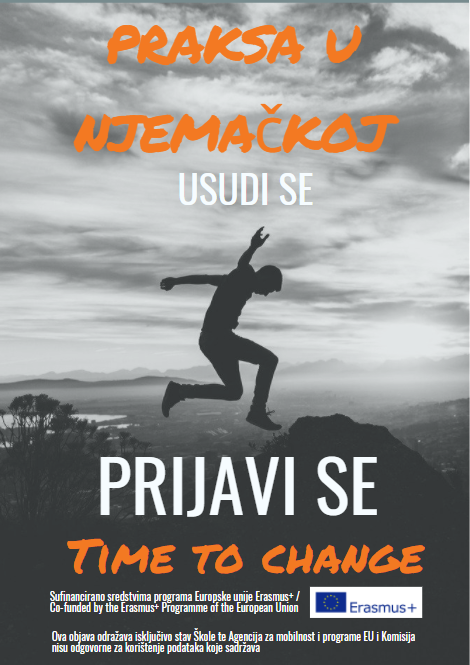 PRAKSA U
NJEMAČKOJ
USUDI SE
PRIJAVI SE
TIME TO CHANGE
Sufinancirano sredstvima programa Europske unije Erasmus+ /
Co-funded by the Erasmus+ Programme of the European Union
Erasmus+
Ova objava odražava isključivo stav Škole te Agencija za mobilnost i programe EU i Komisija
nisu odgovorne za korištenje podataka koje sadržava